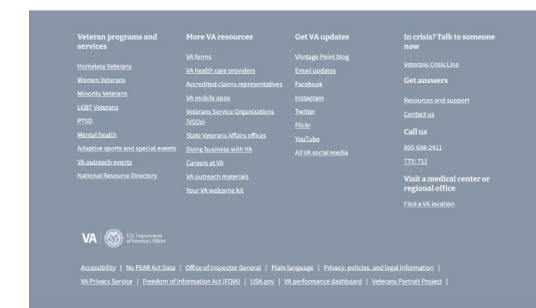 Veteran programs and
services
Homeless Veterans
Women Veterans
Minority Veterans
LGBT Veterans
PTSD
Mental health
Adaptive sports and special events
VA outreach events
National Resource Directory
More VA resources
VA forms
VA health care providers
Accredited claims representatives
VA mobile apps
Veterans Service Organizations
(VSOs)
State Veterans Affairs offices
Doing business with VA
Careers at VA
VA outreach materials
Your VA welcome kit
Get VA updates
VAntage Point blog
Email updates
Facebook
Instagram
Twitter
Flickr
YouTube
All VA social media
In crisis? Talk to someone
now
Veterans Crisis Line
Get answers
Resources and support
Contact us
Call us
800-698-2411
TTY: 711
Visit a medical center or
regional office
Find a VA location
VA
U.S. Department
of Veterans Affairs
Accessibility | No FEAR Act Data | Office of Inspector General | Plain language | Privacy, policies, and legal information |
VA Privacy Service | Freedom of Information Act (FOIA) | USA.gov | VA performance dashboard | Veterans Portrait Project |